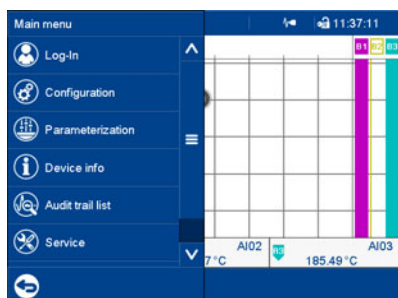 Main menu
11:37:11
Log-In
B1
B3
Configuration
Parameterization
Device info
Audit trail list
Service
AI02
AI03
B3
7°C
185.49°C